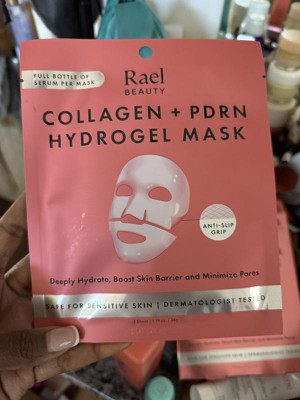 FULL BOTTLE OF
SERUM PER MASK
Rael
BEAUTY
COLLAGEN + PDRN
HYDROGEL MASK
ANTI-SLIP
GRIP
Deeply Hydrate, Boost Skin Barrier and Minimize Pores
SAFE FOR SENSITIVE SKIN | DERMATOLOGIST TESTED